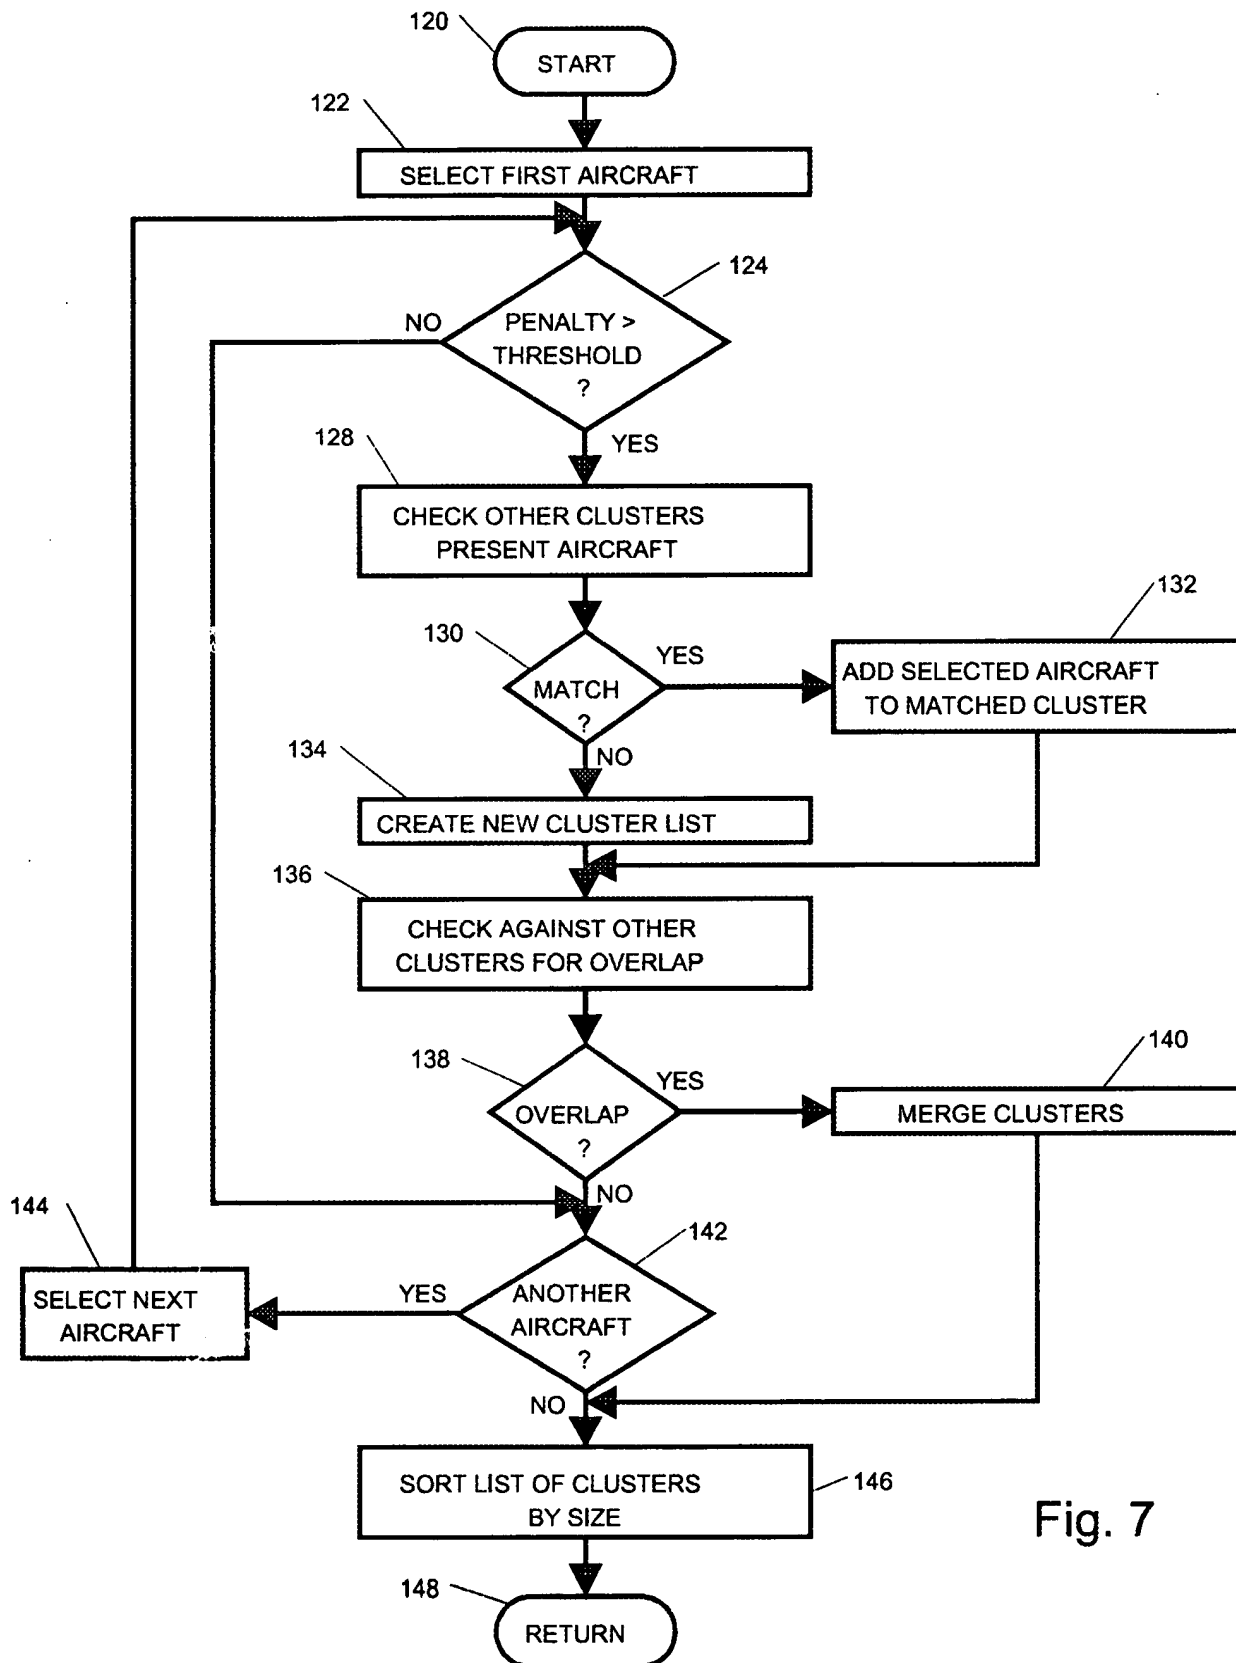 120
START
122
SELECT FIRST AIRCRAFT
124
NO
PENALTY >
THRESHOLD
?
128
YES
CHECK OTHER CLUSTERS
PRESENT AIRCRAFT
132
130
YES
MATCH
?
ADD SELECTED AIRCRAFT
TO MATCHED CLUSTER
134
NO
CREATE NEW CLUSTER LIST
136
CHECK AGAINST OTHER
CLUSTERS FOR OVERLAP
138
YES
140
OVERLAP
?
MERGE CLUSTERS
NO
144
142
YES
ANOTHER
AIRCRAFT
?
SELECT NEXT
AIRCRAFT
NO
SORT LIST OF CLUSTERS
BY SIZE
146
Fig. 7
148
RETURN